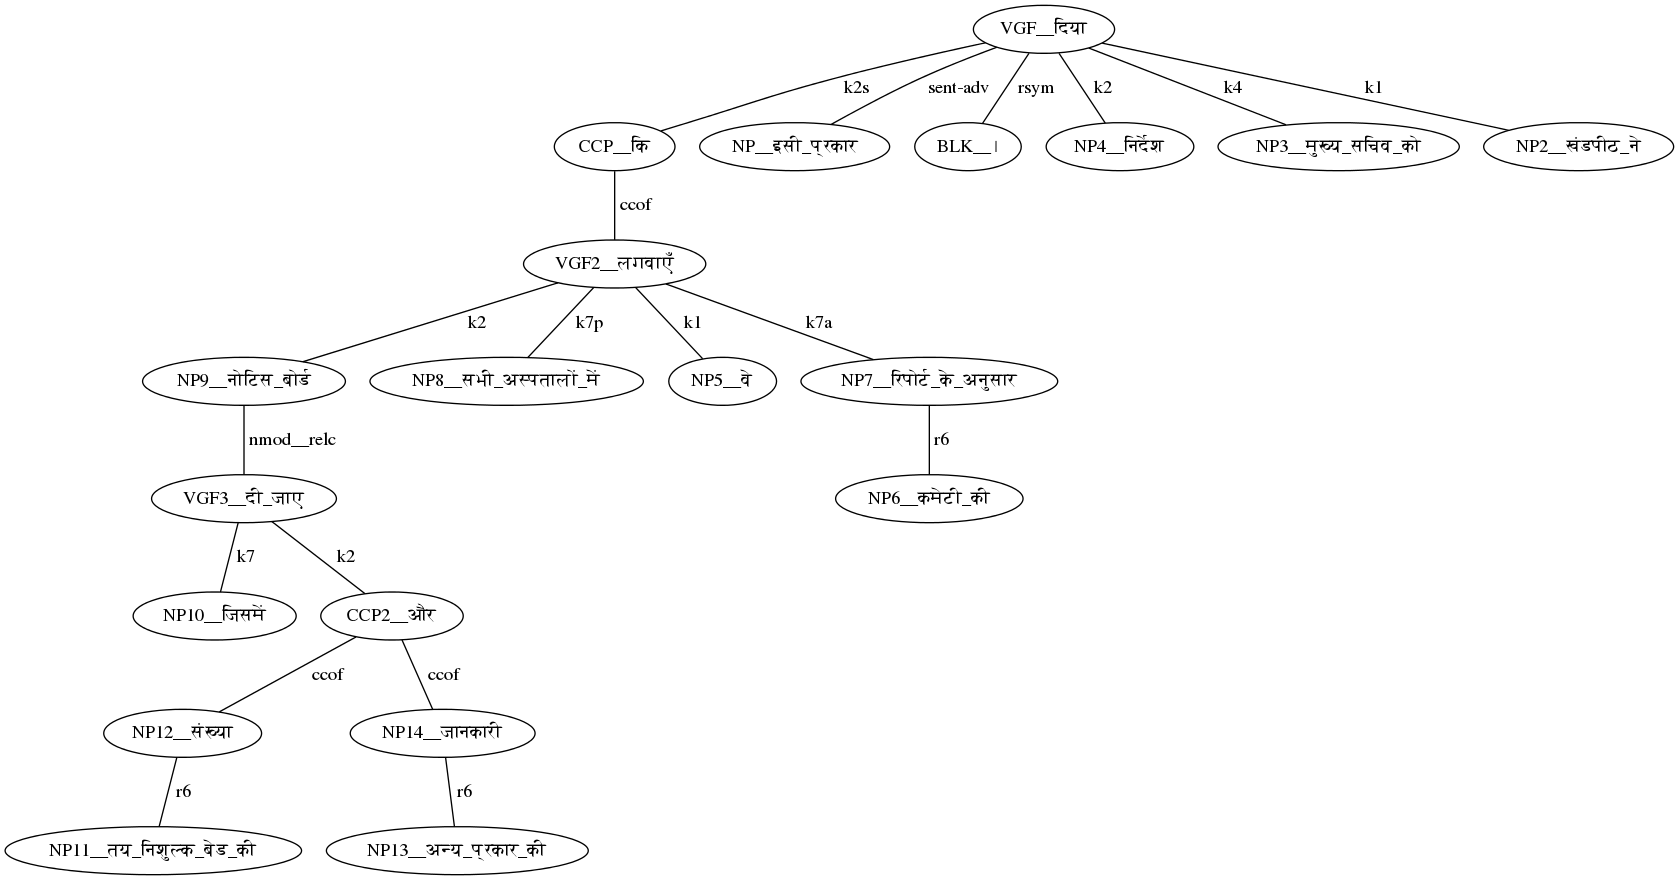 VGF__दिया
k2s sent-adv rsym k2 k4 k1
CCP__कि NP__इसी_प्रकार BLK__। NP4__निर्देश NP3__मुख्य_सचिव_को NP2__खंडपीठ_ने
ccof
VGF2__लगवाएँ
k2 k7p k1 k7a
NP9__नोटिस_बोर्ड NP8__सभी_अस्पतालों_में NP5__वे NP7__रिपोर्ट_के_अनुसार
nmod__relc r6
VGF3__दी_जाए NP6__कमेटी_की
k7 k2
NP10__जिसमें CCP2__और
ccof ccof
NP12__संख्या NP14__जानकारी
r6 r6
NP11__तय_निशुल्क_बेड_की NP13__अन्य_प्रकार_की